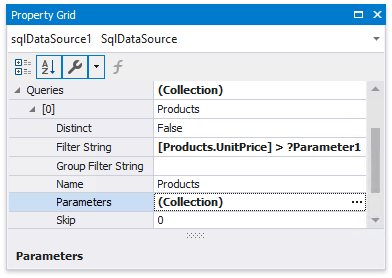 Property Grid
sqlDataSource1 SqlDataSource
Queries (Collection)
[0] Products
Distinct False
Filter String [Products.UnitPrice] > ?Parameter1
Group Filter String
Name Products
Parameters (Collection) ...
Skip 0
Parameters